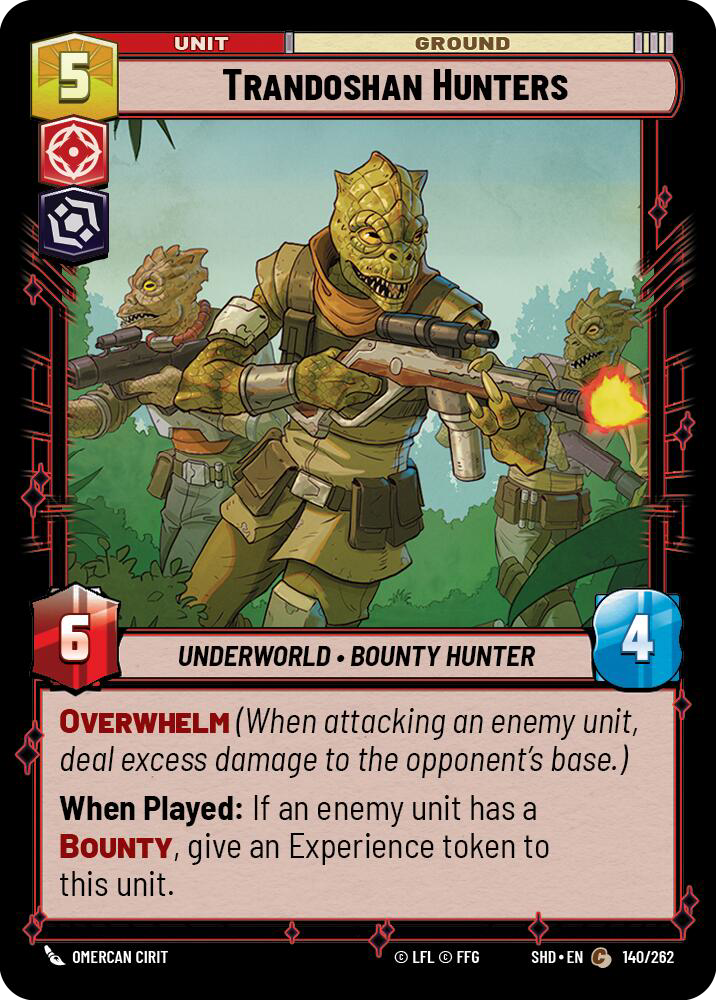 UNIT
GROUND
5
TRANDOSHAN HUNTERS
6
UNDERWORLD • BOUNTY HUNTER
4
OVERWHELM (When attacking an enemy unit,
deal excess damage to the opponent's base.)
When Played: If an enemy unit has a
BOUNTY, give an Experience token to
this unit.
OMERCAN CIRIT
© LFL © FFG
SHD • EN C 140/262